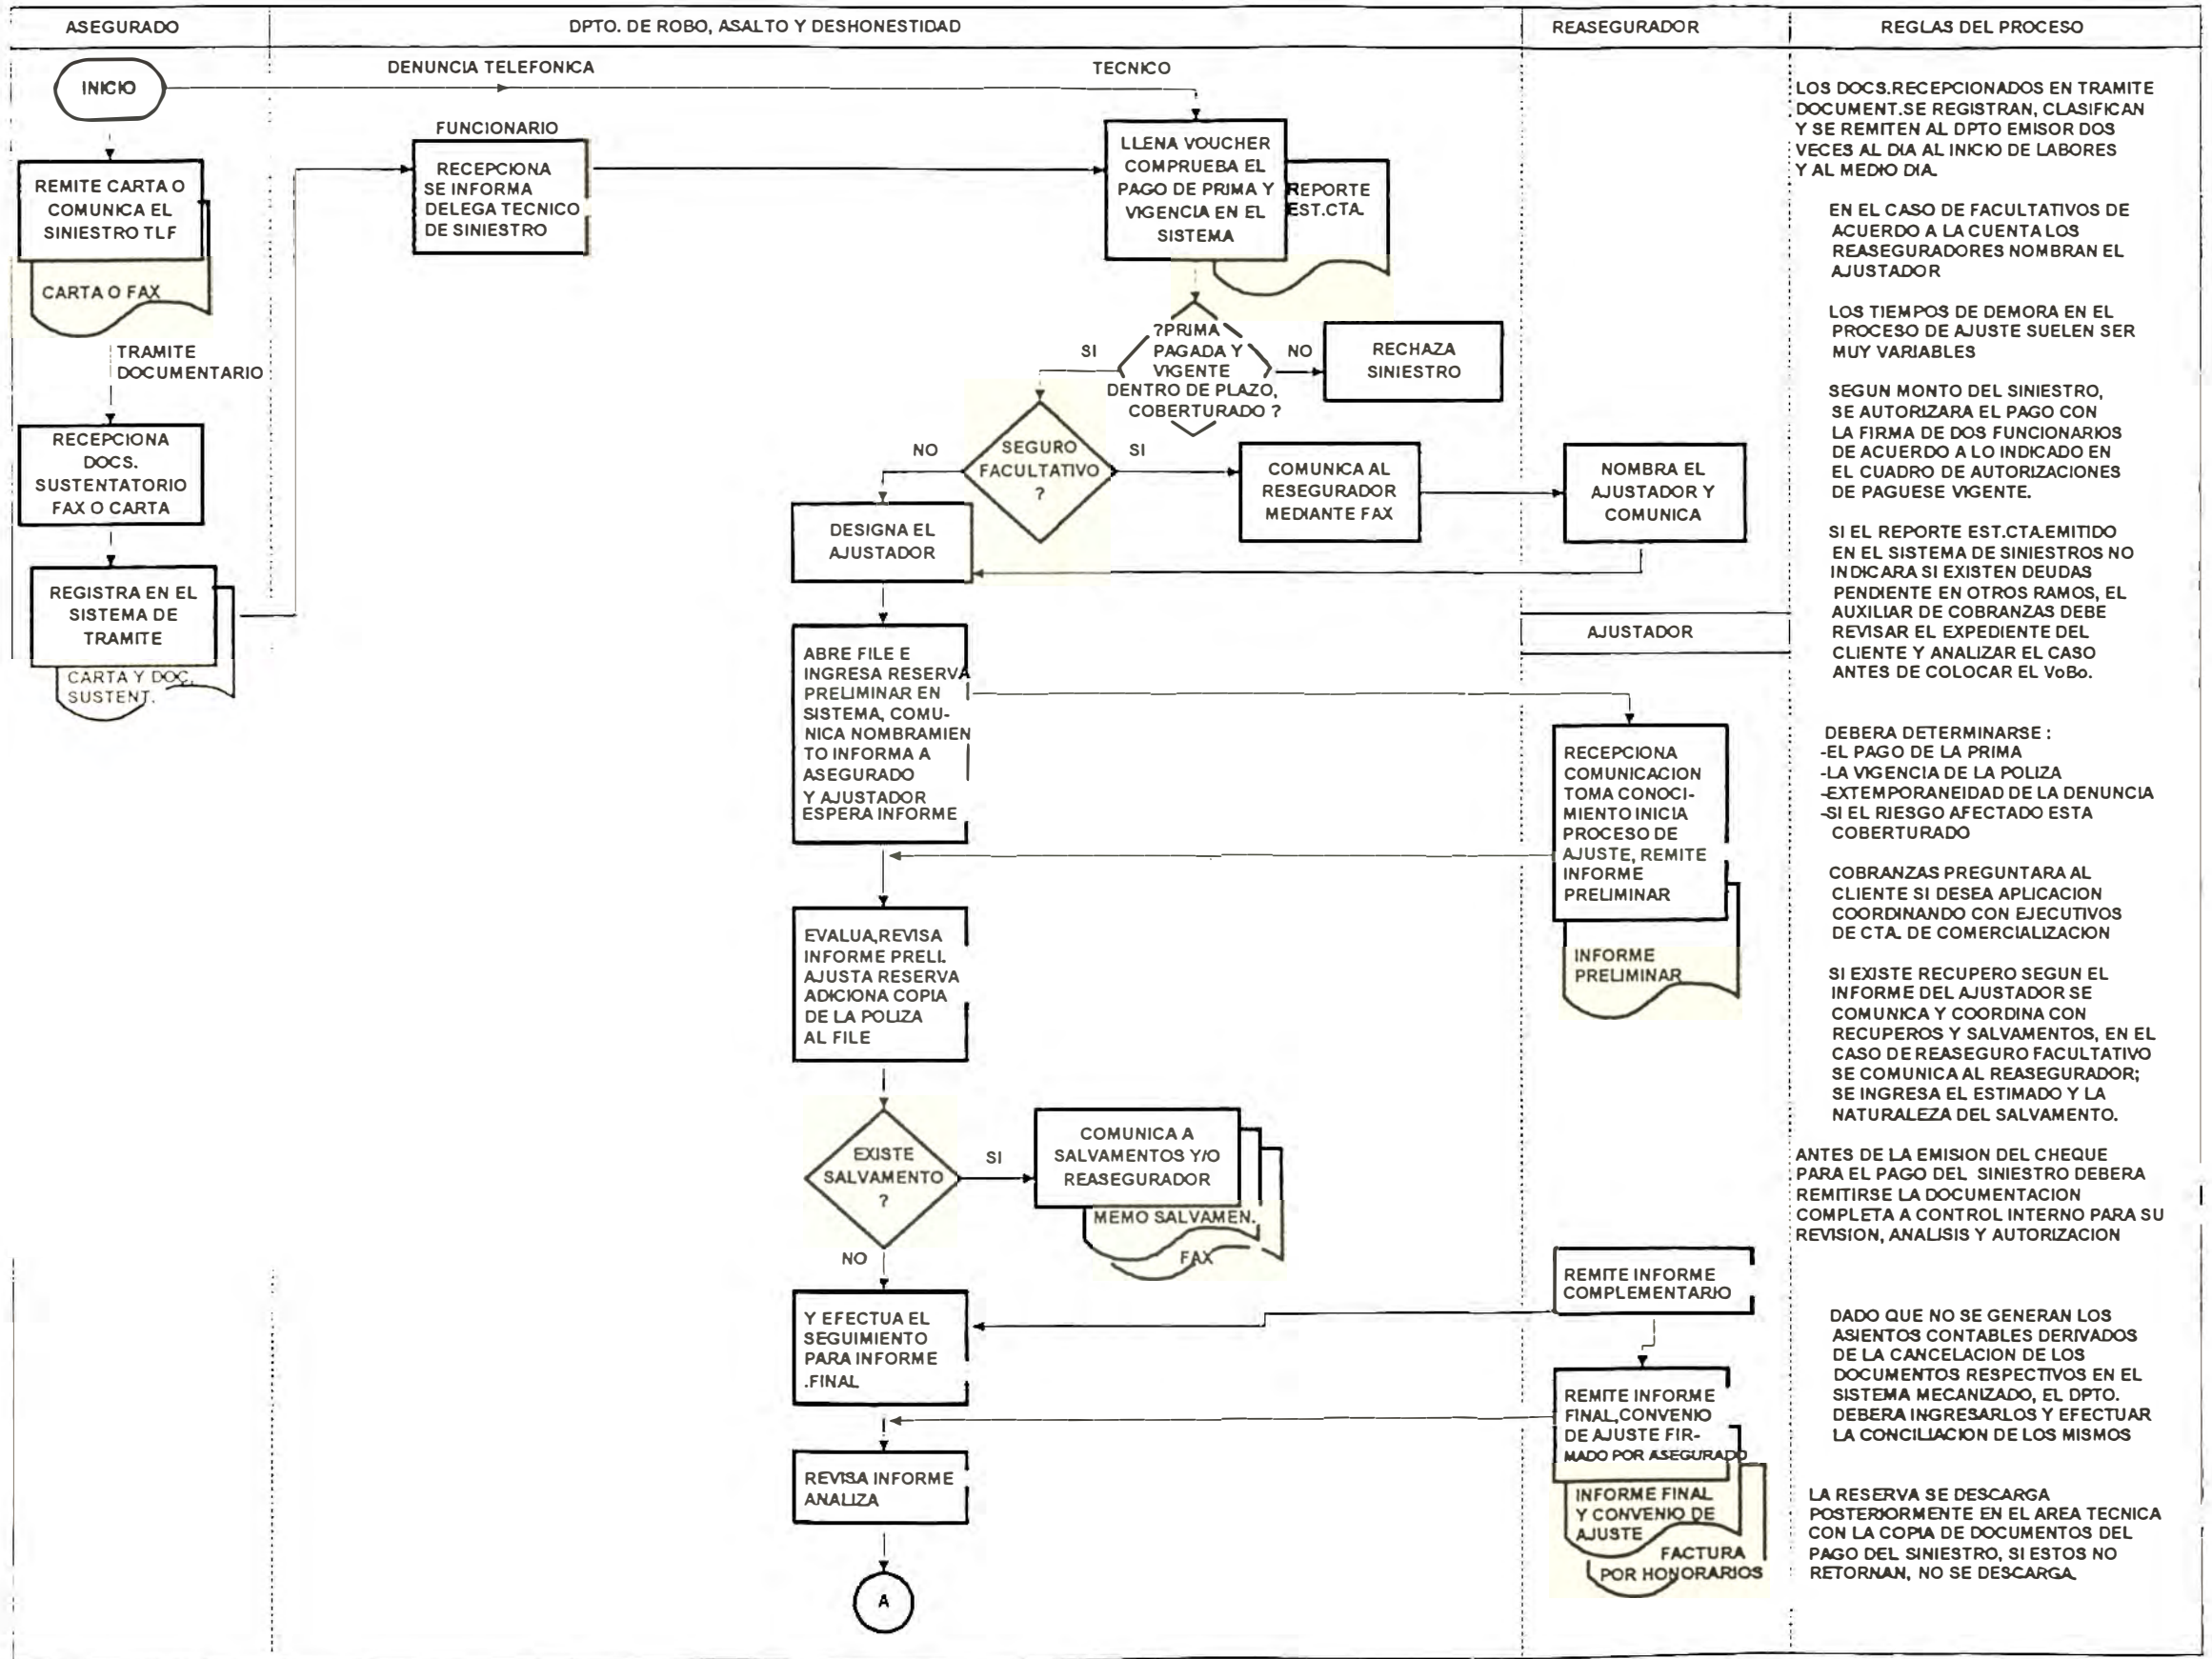 ASEGURADO
DPTO. DE ROBO, ASALTO Y DESHONESTIDAD
REASEGURADOR
REGLAS DEL PROCESO
INICIO
DENUNCIA TELEFONICA
TECNICO
REMITE CARTA O
COMUNICA EL
SINIESTRO TLF
CARTA O FAX
TRAMITE
DOCUMENTARIO
RECEPCIONA
DOCS.
SUSTENTATORIO
FAX O CARTA
REGISTRA EN EL
SISTEMA DE
TRAMITE
CARTA Y DOC.
SUSTENT.
FUNCIONARIO
RECEPCIONA
SE INFORMA
DELEGA TECNICO
DE SINIESTRO
LLENA VOUCHER
COMPRUEBA EL
PAGO DE PRIMA Y
VIGENCIA EN EL
SISTEMA
REPORTE
EST.CTA.
?PRIMA
PAGADA Y
VIGENTE
DENTRO DE PLAZO,
COBERTURADO ?
SI
NO
RECHAZA
SINIESTRO
SEGURO
FACULTATIVO
?
NO
SI
COMUNICA AL
RESEGURADOR
MEDIANTE FAX
NOMBRA EL
AJUSTADOR Y
COMUNICA
DESIGNA EL
AJUSTADOR
AJUSTADOR
ABRE FILE E
INGRESA RESERVA
PRELIMINAR EN
SISTEMA, COMU-
NICA NOMBRAMIEN
TO INFORMA A
ASEGURADO
Y AJUSTADOR
ESPERA INFORME
RECEPCIONA
COMUNICACION
TOMA CONOCI-
MIENTO INICIA
PROCESO DE
AJUSTE, REMITE
INFORME
PRELIMINAR
INFORME
PRELIMINAR
EVALUA,REVISA
INFORME PRELI.
AJUSTA RESERVA
ADICIONA COPIA
DE LA POLIZA
AL FILE
EXISTE
SALVAMENTO
?
SI
NO
COMUNICA A
SALVAMENTOS Y/O
REASEGURADOR
MEMO SALVAMEN.
FAX
REMITE INFORME
COMPLEMENTARIO
Y EFECTUA EL
SEGUIMIENTO
PARA INFORME
.FINAL
REMITE INFORME
FINAL,CONVENIO
DE AJUSTE FIR-
MADO POR ASEGURADO
INFORME FINAL
Y CONVENIO DE
AJUSTE
FACTURA
POR HONORARIOS
REVISA INFORME
ANALIZA
A
LOS DOCS.RECEPCIONADOS EN TRAMITE
DOCUMENT.SE REGISTRAN, CLASIFICAN
Y SE REMITEN AL DPTO EMISOR DOS
VECES AL DIA AL INICIO DE LABORES
Y AL MEDIO DIA.
EN EL CASO DE FACULTATIVOS DE
ACUERDO A LA CUENTA LOS
REASEGURADORES NOMBRAN EL
AJUSTADOR
LOS TIEMPOS DE DEMORA EN EL
PROCESO DE AJUSTE SUELEN SER
MUY VARIABLES
SEGUN MONTO DEL SINIESTRO,
SE AUTORIZARA EL PAGO CON
LA FIRMA DE DOS FUNCIONARIOS
DE ACUERDO A LO INDICADO EN
EL CUADRO DE AUTORIZACIONES
DE PAGUESE VIGENTE.
SI EL REPORTE EST.CTA.EMITIDO
EN EL SISTEMA DE SINIESTROS NO
INDICARA SI EXISTEN DEUDAS
PENDIENTE EN OTROS RAMOS, EL
AUXILIAR DE COBRANZAS DEBE
REVISAR EL EXPEDIENTE DEL
CLIENTE Y ANALIZAR EL CASO
ANTES DE COLOCAR EL VoBo.
DEBERA DETERMINARSE :
-EL PAGO DE LA PRIMA
-LA VIGENCIA DE LA POLIZA
-EXTEMPORANEIDAD DE LA DENUNCIA
-SI EL RIESGO AFECTADO ESTA
COBERTURADO
COBRANZAS PREGUNTARA AL
CLIENTE SI DESEA APLICACION
COORDINANDO CON EJECUTIVOS
DE CTA. DE COMERCIALIZACION
SI EXISTE RECUPERO SEGUN EL
INFORME DEL AJUSTADOR SE
COMUNICA Y COORDINA CON
RECUPEROS Y SALVAMENTOS, EN EL
CASO DE REASEGURO FACULTATIVO
SE COMUNICA AL REASEGURADOR;
SE INGRESA EL ESTIMADO Y LA
NATURALEZA DEL SALVAMENTO.
ANTES DE LA EMISION DEL CHEQUE
PARA EL PAGO DEL SINIESTRO DEBERA
REMITIRSE LA DOCUMENTACION
COMPLETA A CONTROL INTERNO PARA SU
REVISION, ANALISIS Y AUTORIZACION
DADO QUE NO SE GENERAN LOS
ASIENTOS CONTABLES DERIVADOS
DE LA CANCELACION DE LOS
DOCUMENTOS RESPECTIVOS EN EL
SISTEMA MECANIZADO, EL DPTO.
DEBERA INGRESARLOS Y EFECTUAR
LA CONCILIACION DE LOS MISMOS
LA RESERVA SE DESCARGA
POSTERIORMENTE EN EL AREA TECNICA
CON LA COPIA DE DOCUMENTOS DEL
PAGO DEL SINIESTRO, SI ESTOS NO
RETORNAN, NO SE DESCARGA.